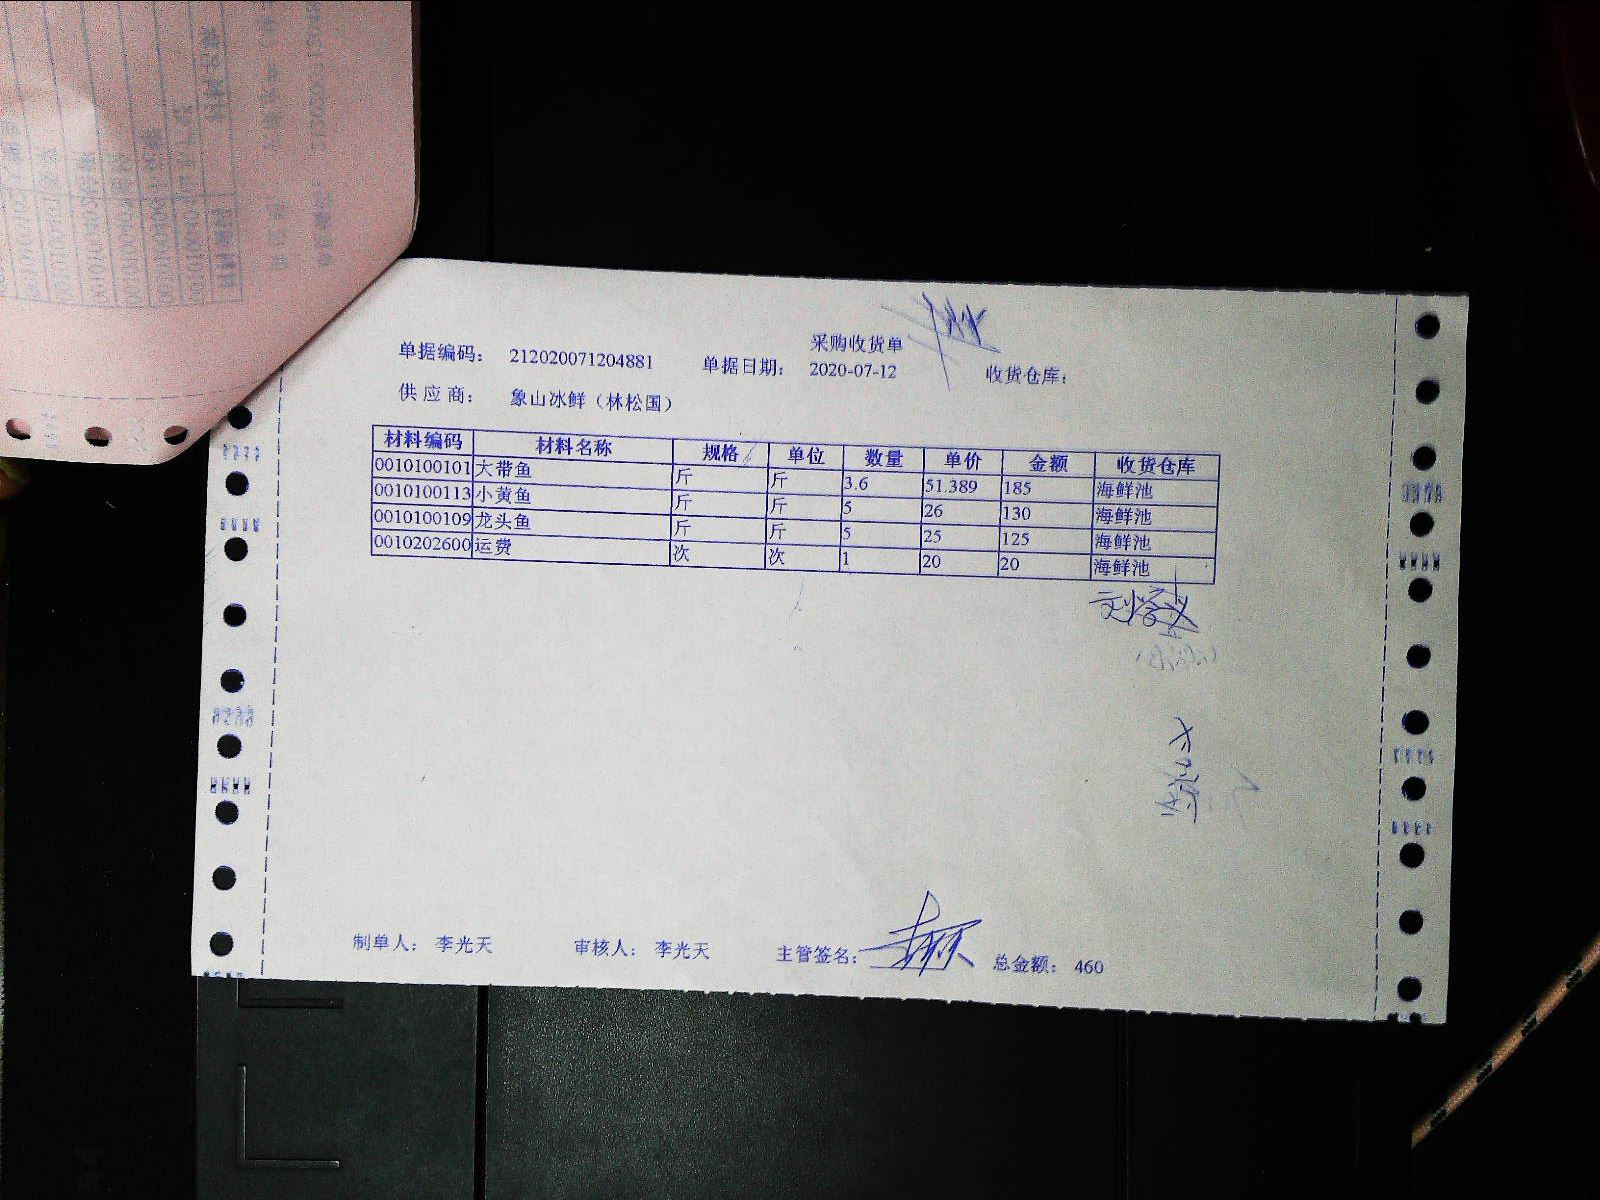 采购收货单
单据编码： 212020071204881 单据日期： 2020-07-12 收货仓库：
供应商： 象山冰鲜（林松国）
材料编码 材料名称 规格 单位 数量 单价 金额 收货仓库
0010100101 大带鱼 斤 斤 3.6 51.389 185 海鲜池
0010100113 小黄鱼 斤 斤 5 26 130 海鲜池
0010100109 龙头鱼 斤 斤 5 25 125 海鲜池
0010202600 运费 次 次 1 20 20 海鲜池
制单人： 李光天 审核人： 李光天 主管签名： 总金额： 460